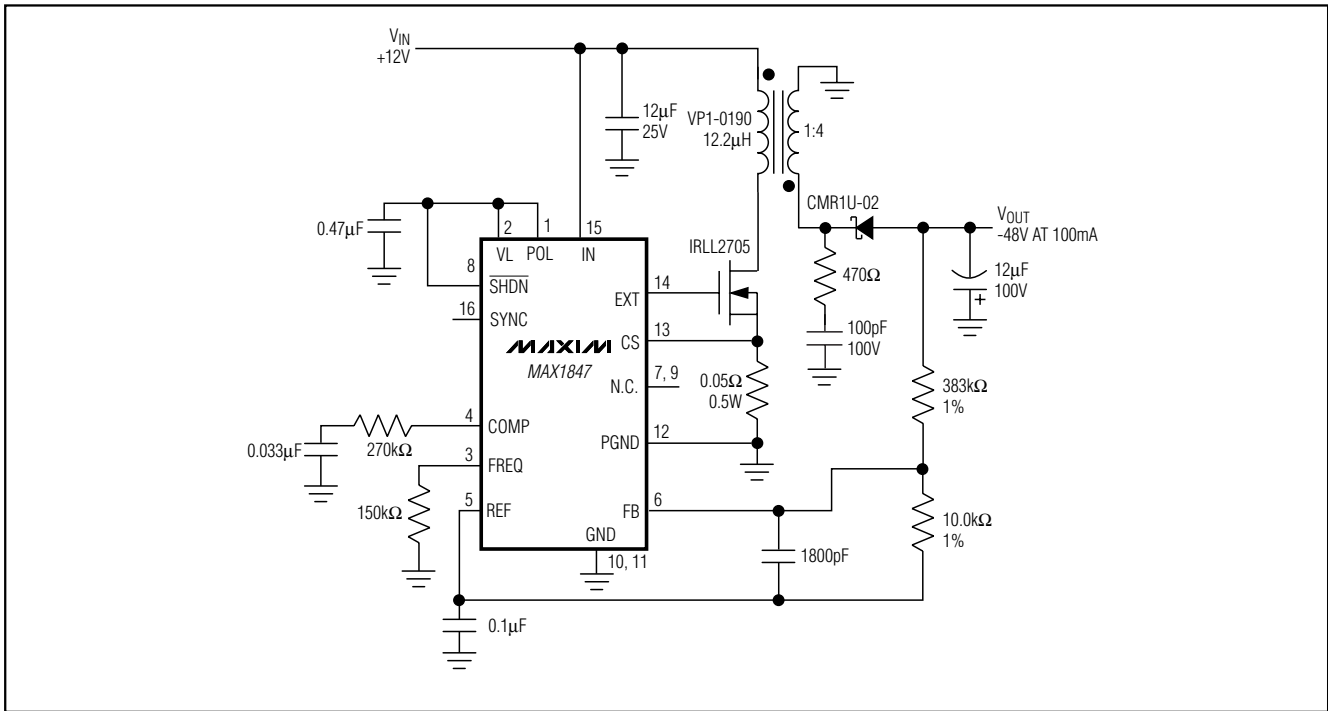 VIN
+12V
12μF
25V
VP1-0190
12.2μH
1:4
CMR1U-02
VOUT
-48V AT 100mA
0.47μF
2
1
15
VL
POL
IN
IRLL2705
470Ω
12μF
100V
+
8
SHDN
14
EXT
16
SYNC
13
CS
100pF
100V
MAXIM
MAX1847
7, 9
N.C.
0.05Ω
0.5W
383kΩ
1%
4
COMP
12
PGND
0.033μF
270kΩ
3
FREQ
150kΩ
5
REF
6
FB
10.0kΩ
1%
GND
10, 11
1800pF
0.1μF